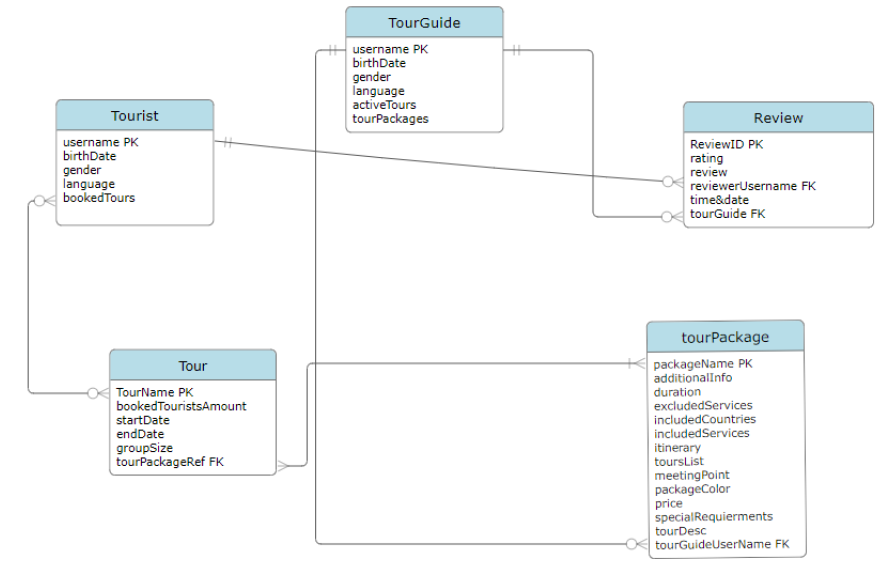 TourGuide
username PK
birthDate
gender
language
activeTours
tourPackages
Tourist
username PK
birthDate
gender
language
bookedTours
Review
ReviewID PK
rating
review
reviewerUsername FK
time&date
tourGuide FK
Tour
TourName PK
bookedTouristsAmount
startDate
endDate
groupSize
tourPackageRef FK
tourPackage
packageName PK
additionalInfo
duration
excludedServices
includedCountries
includedServices
itinerary
toursList
meetingPoint
packageColor
price
specialRequierments
tourDesc
tourGuideUserName FK